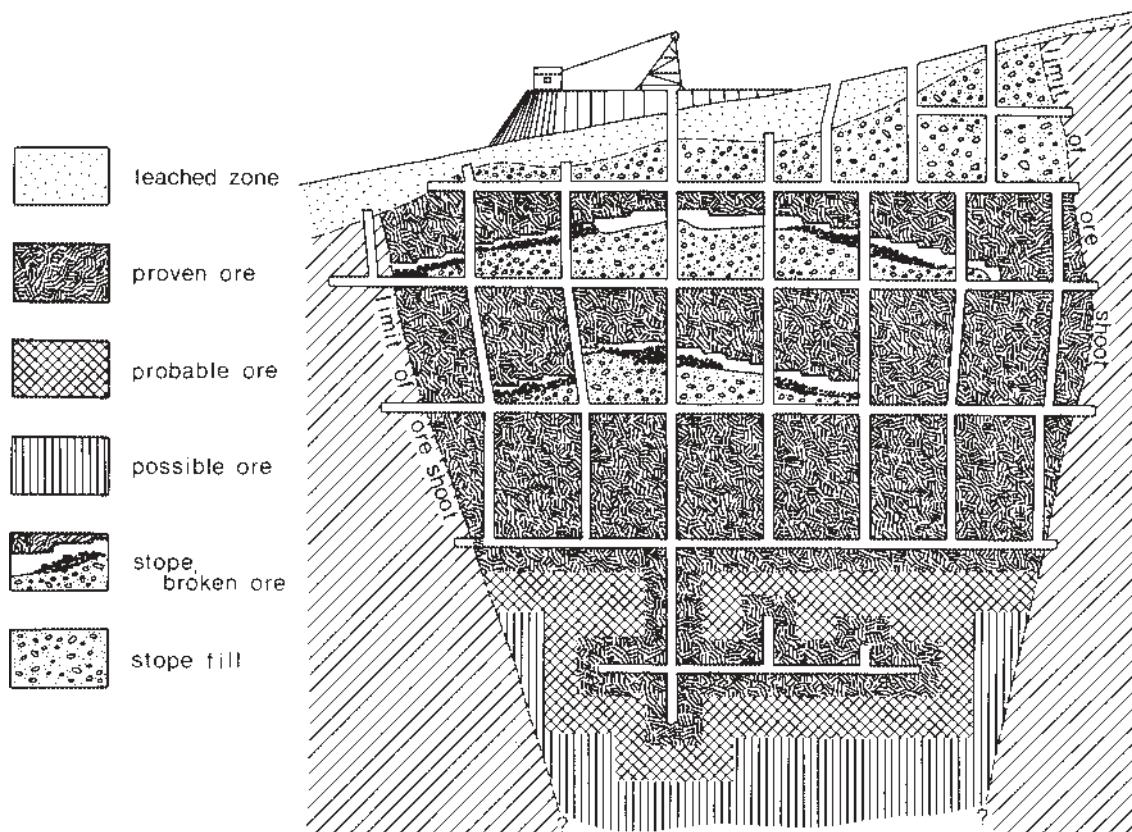 leached zone
proven ore
probable ore
possible ore
stope,
broken ore
stope fill
limit of ore shoot
limit of ore shoot
?
?